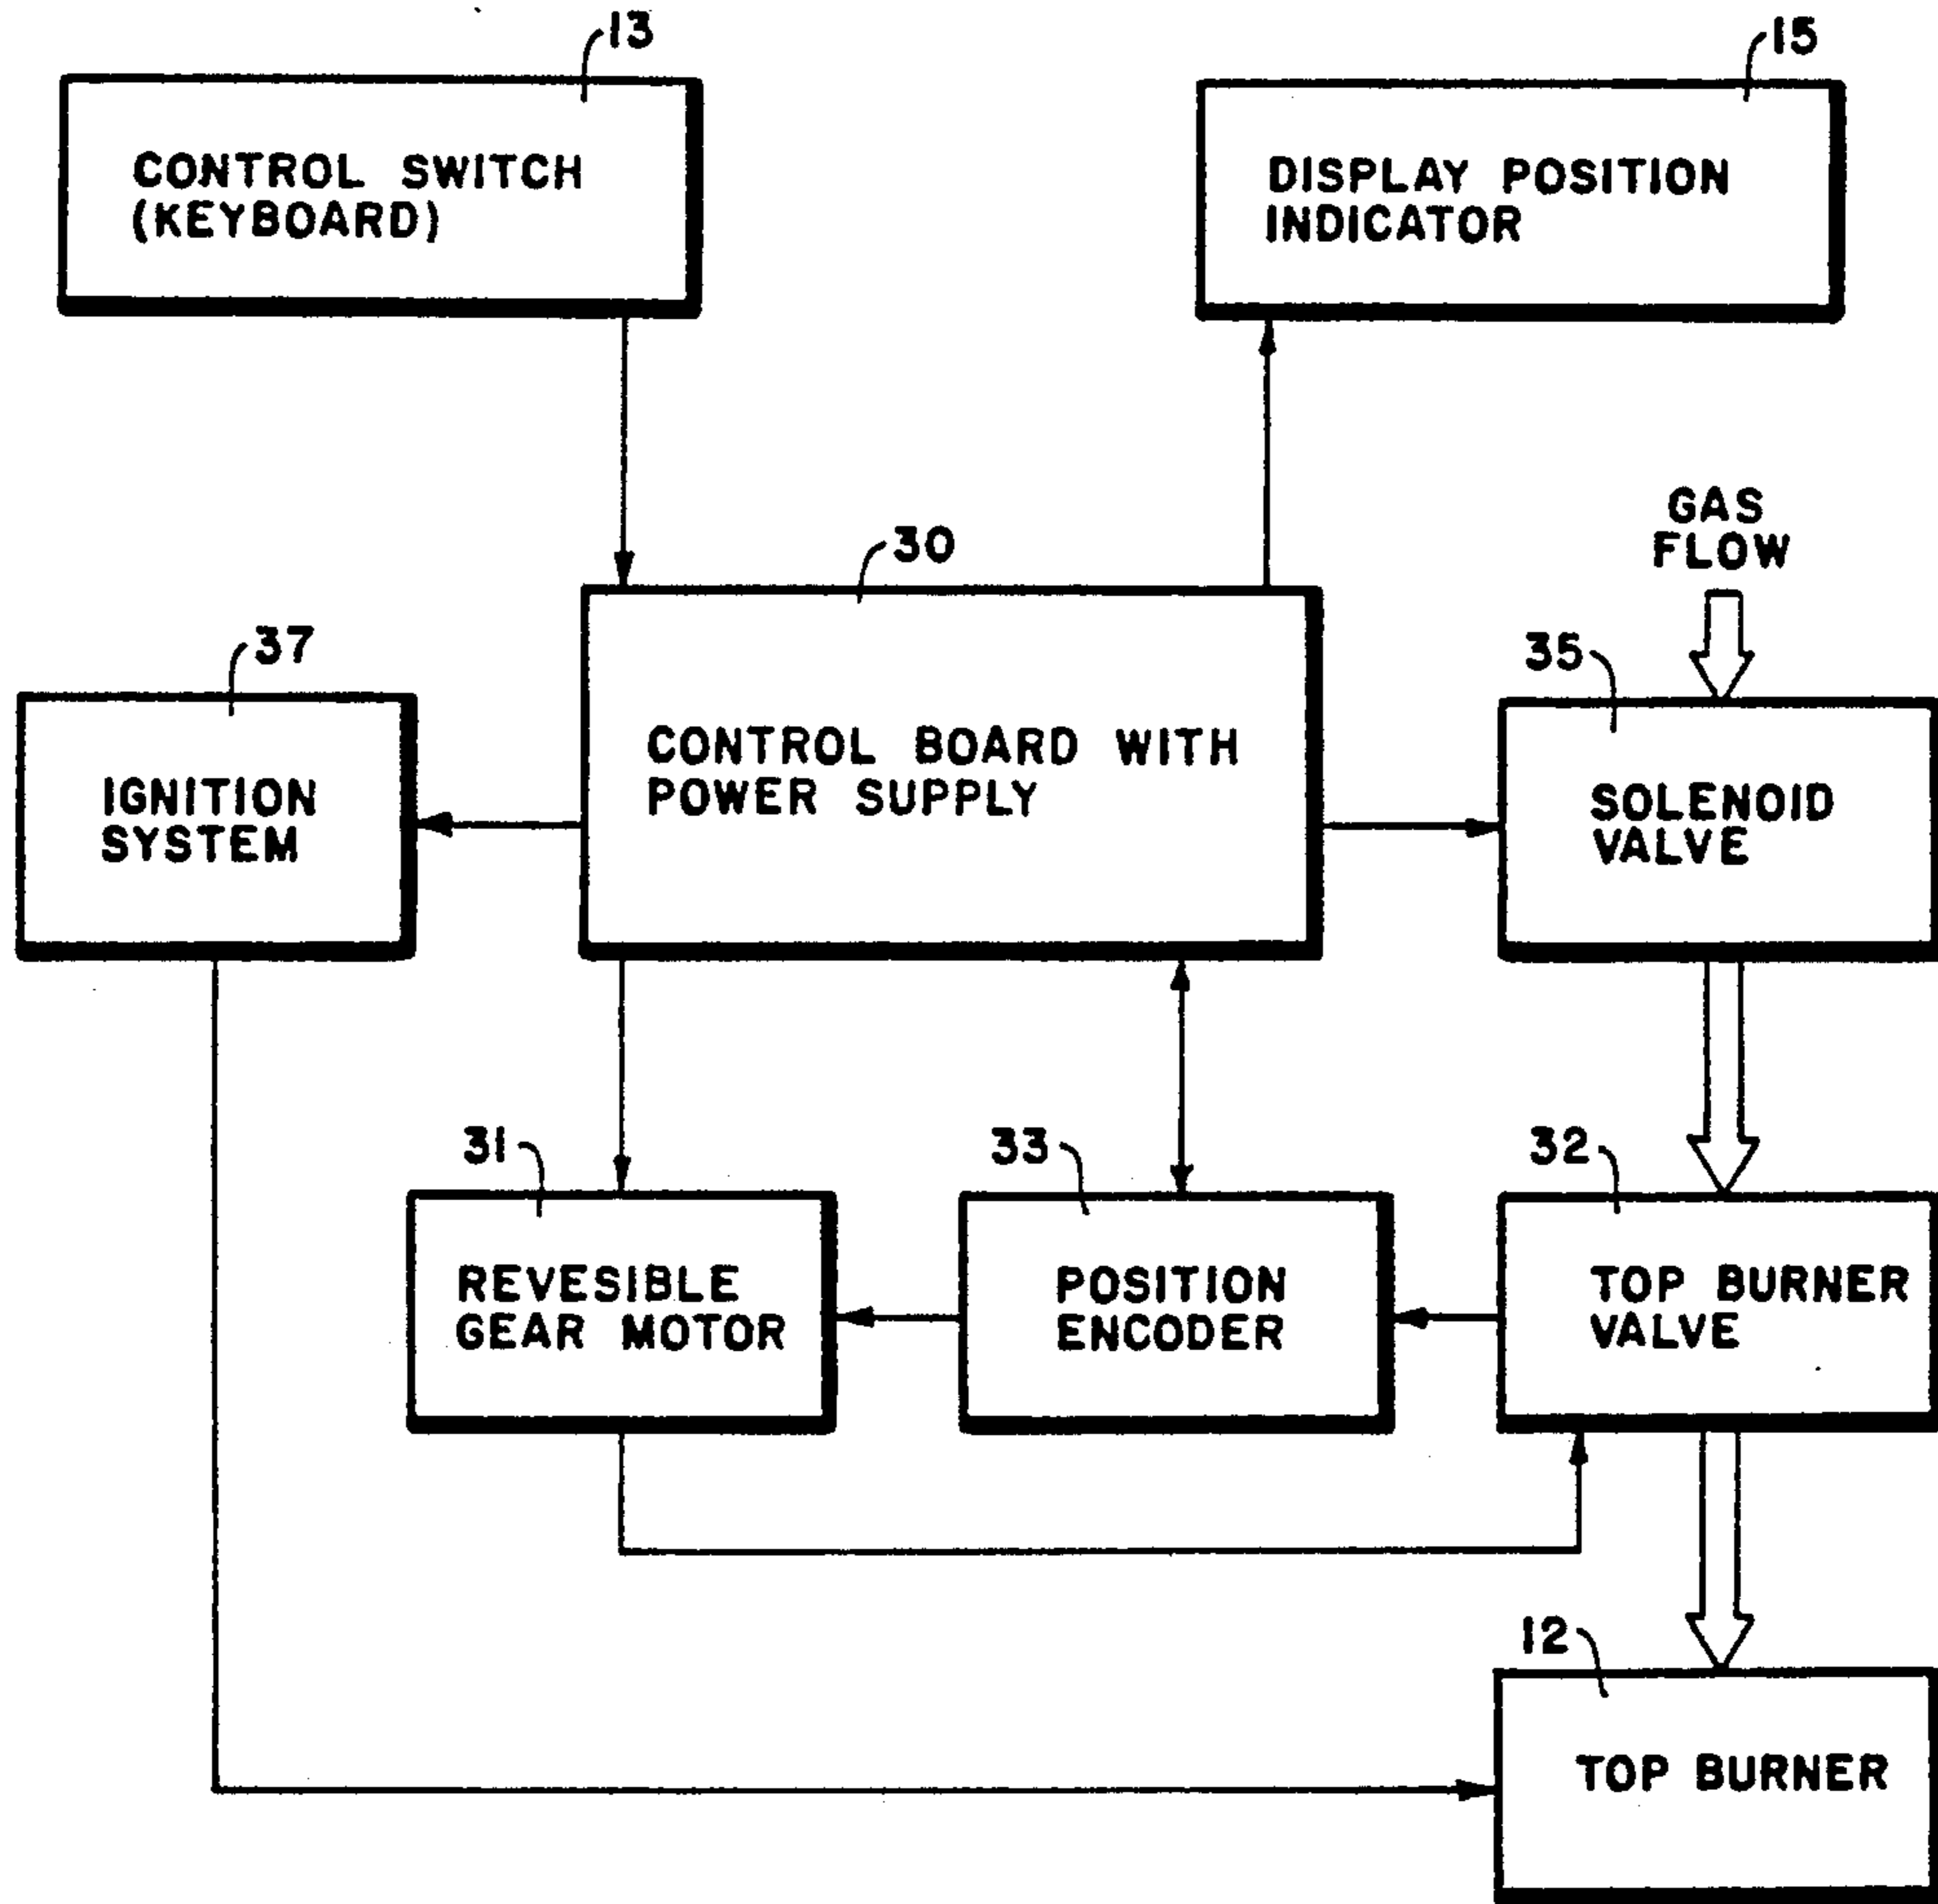 13
CONTROL SWITCH
(KEYBOARD)
15
DISPLAY POSITION
INDICATOR
30
CONTROL BOARD WITH
POWER SUPPLY
GAS
FLOW
37
IGNITION
SYSTEM
35
SOLENOID
VALVE
31
REVESIBLE
GEAR MOTOR
33
POSITION
ENCODER
32
TOP BURNER
VALVE
12
TOP BURNER